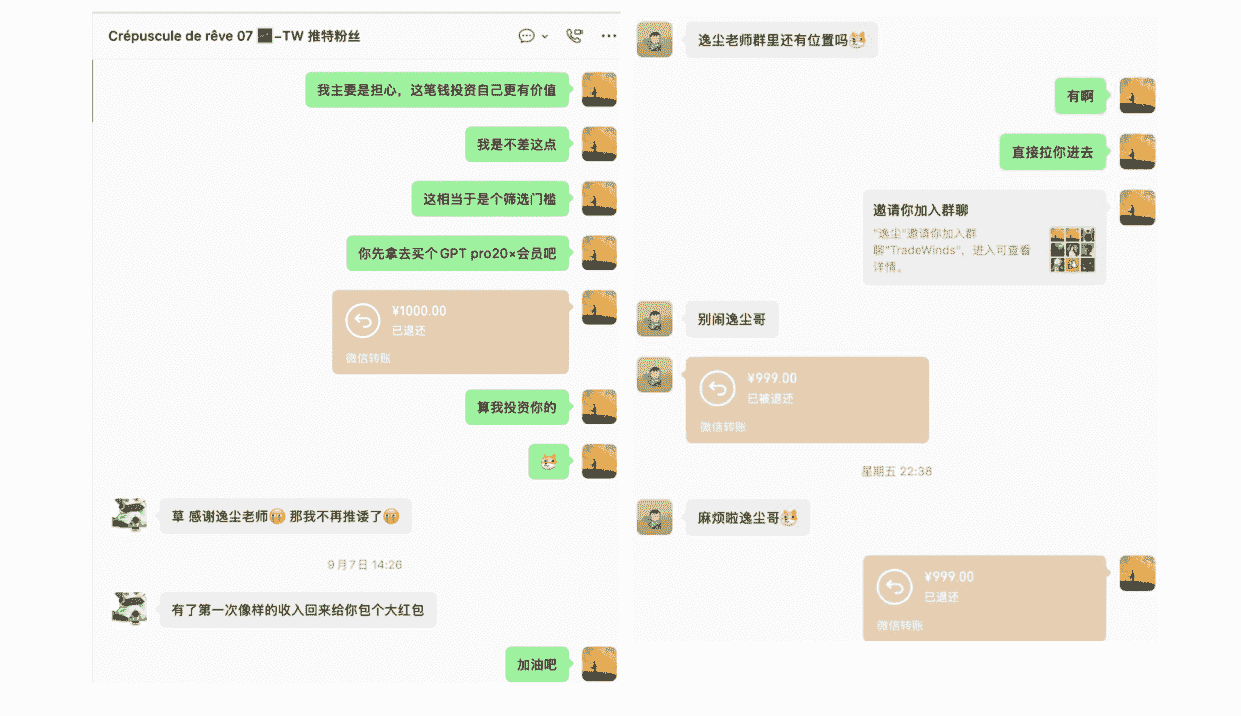 Crépuscule de rêve 07 -TW 推特粉丝
我主要是担心，这笔钱投资自己更有价值
我是不差这点
这相当于是个筛选门槛
你先拿去买个 GPT pro20×会员吧
¥1000.00
已退还
微信转账
算我投资你的
草 感谢逸尘老师 那我不再推诿了
9月7日 14:26
有了第一次像样的收入回来给你包个大红包
加油吧
逸尘老师群里还有位置吗
有啊
直接拉你进去
邀请你加入群聊
"逸尘"邀请你加入群
聊"TradeWinds"，进入可查看
详情。
别闹逸尘哥
¥999.00
已被退还
微信转账
星期五 22:38
麻烦啦逸尘哥
¥999.00
已退还
微信转账